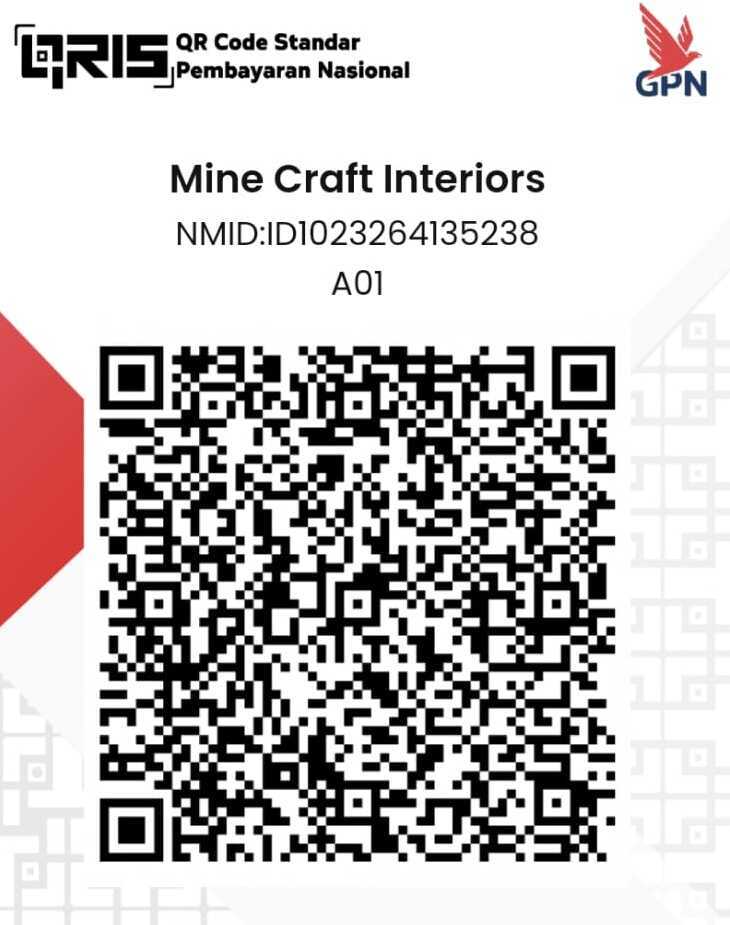 QRIS
QR Code Standar
Pembayaran Nasional
GPN
Mine Craft Interiors
NMID:ID1023264135238
A01